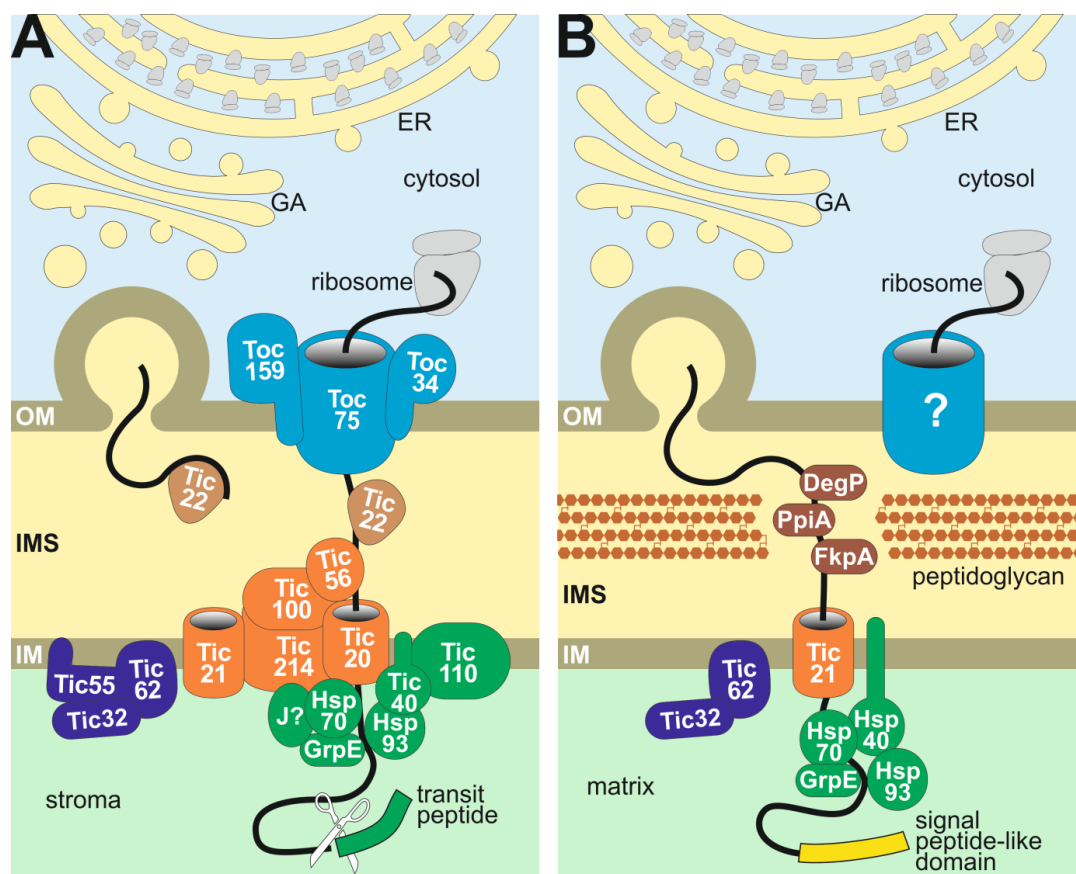 A
ER
cytosol
GA
ribosome
Toc
159
Toc
75
Toc
34
OM
Tic
22
Tic
22
IMS
Tic
56
Tic
100
Tic
21
Tic
214
Tic
20
IM
Tic55
Tic
62
Tic32
Tic
110
Tic
40
J?
Hsp
70
Hsp
93
GrpE
stroma
transit
peptide
B
ER
cytosol
GA
ribosome
?
OM
DegP
PpiA
FkpA
peptidoglycan
IMS
IM
Tic
21
Tic
62
Tic32
Hsp
70
Hsp
40
GrpE
Hsp
93
matrix
signal
peptide-like
domain